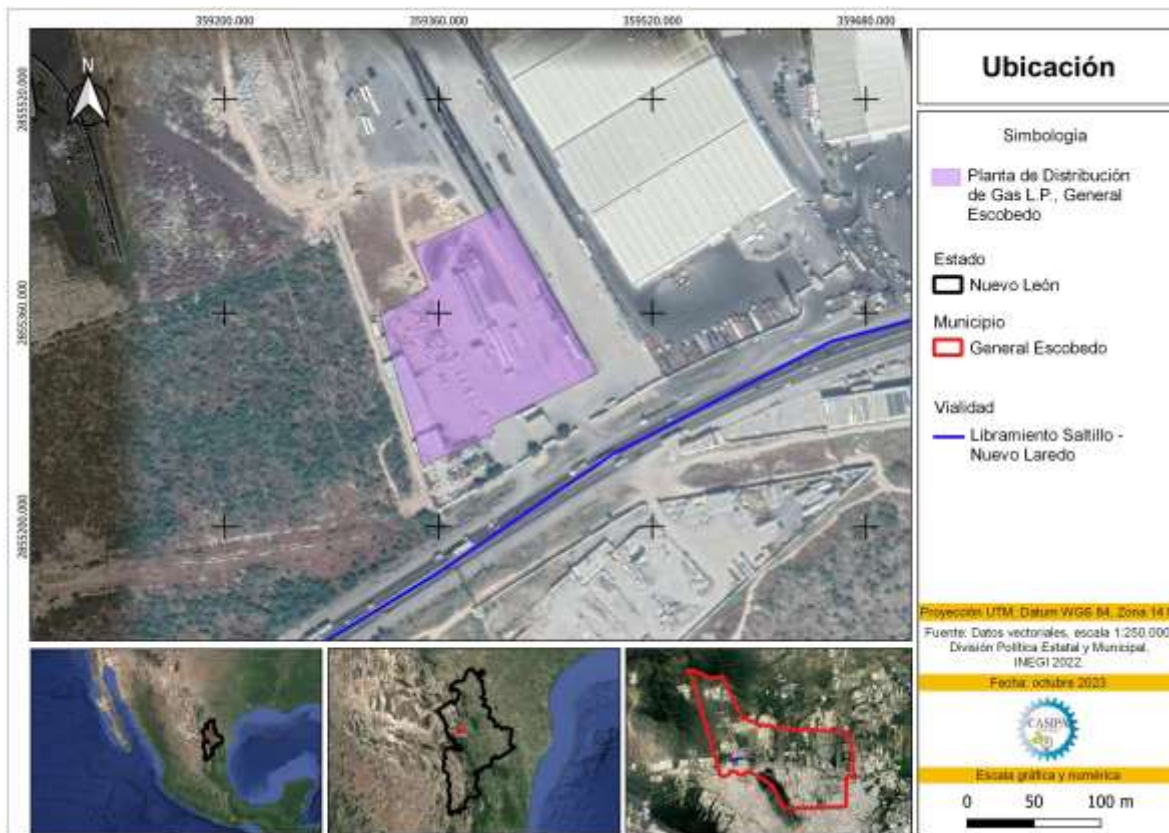 359200.000 359360.000 359520.000 359680.000
2855520.000
2855360.000
2855200.000
N
Ubicación
Simbología
Planta de Distribución
de Gas L.P., General
Escobedo
Estado
Nuevo León
Municipio
General Escobedo
Vialidad
Libramiento Saltillo -
Nuevo Laredo
Proyección UTM, Datum WGS 84, Zona 14
Fuente: Datos vectoriales, escala 1:250 000
División Política Estatal y Municipal.
INEGI 2022.
Fecha: octubre 2023
CASIPA
Escala gráfica y numérica
0 50 100 m